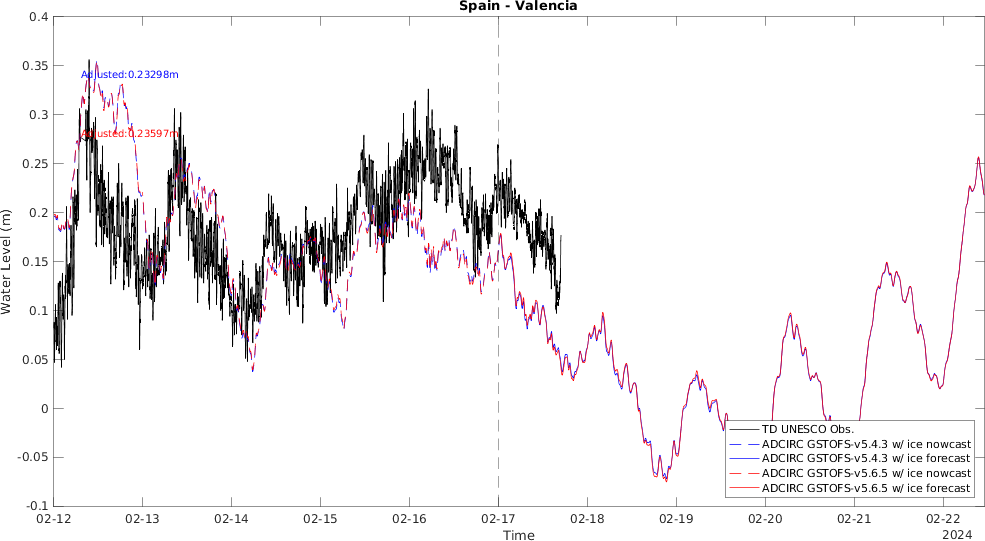 Spain - Valencia
0.4
0.35
0.3
0.25
0.2
0.15
0.1
0.05
0
-0.05
-0.1
Water Level (m)
Adjusted:0.23298m
Adjusted:0.23597m
TD UNESCO Obs.
ADCIRC GSTOFS-v5.4.3 w/ ice nowcast
ADCIRC GSTOFS-v5.4.3 w/ ice forecast
ADCIRC GSTOFS-v5.6.5 w/ ice nowcast
ADCIRC GSTOFS-v5.6.5 w/ ice forecast
02-12 02-13 02-14 02-15 02-16 02-17 02-18 02-19 02-20 02-21 02-22
Time
2024